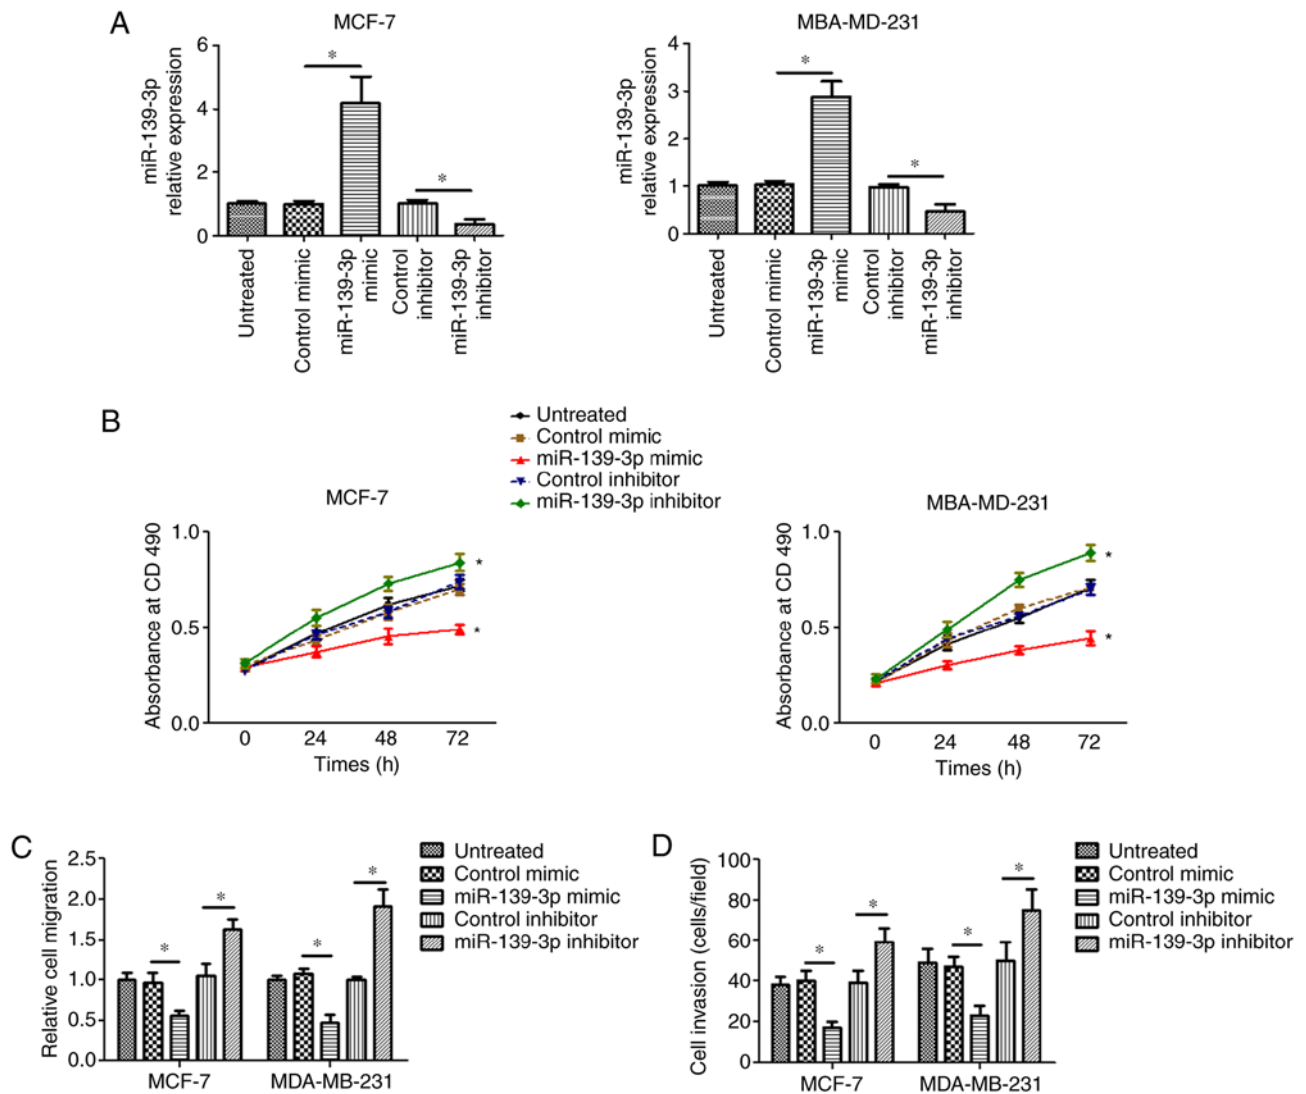 A
MCF-7
miR-139-3p
relative expression
6
4
2
0
*
*
Untreated
Control mimic
miR-139-3p
mimic
Control
inhibitor
miR-139-3p
inhibitor
MBA-MD-231
miR-139-3p
relative expression
4
3
2
1
0
*
*
Untreated
Control mimic
miR-139-3p
mimic
Control
inhibitor
miR-139-3p
inhibitor
B
Untreated
Control mimic
miR-139-3p mimic
Control inhibitor
miR-139-3p inhibitor
MCF-7
Absorbance at CD 490
1.0
0.5
0.0
*
*
0 24 48 72
Times (h)
MBA-MD-231
Absorbance at CD 490
1.0
0.5
0.0
*
*
0 24 48 72
Times (h)
C
Relative cell migration
2.5
2.0
1.5
1.0
0.5
0.0
*
*
*
*
MCF-7 MDA-MB-231
Untreated
Control mimic
miR-139-3p mimic
Control inhibitor
miR-139-3p inhibitor
D
Cell invasion (cells/field)
100
80
60
40
20
0
*
*
*
*
MCF-7 MDA-MB-231
Untreated
Control mimic
miR-139-3p mimic
Control inhibitor
miR-139-3p inhibitor